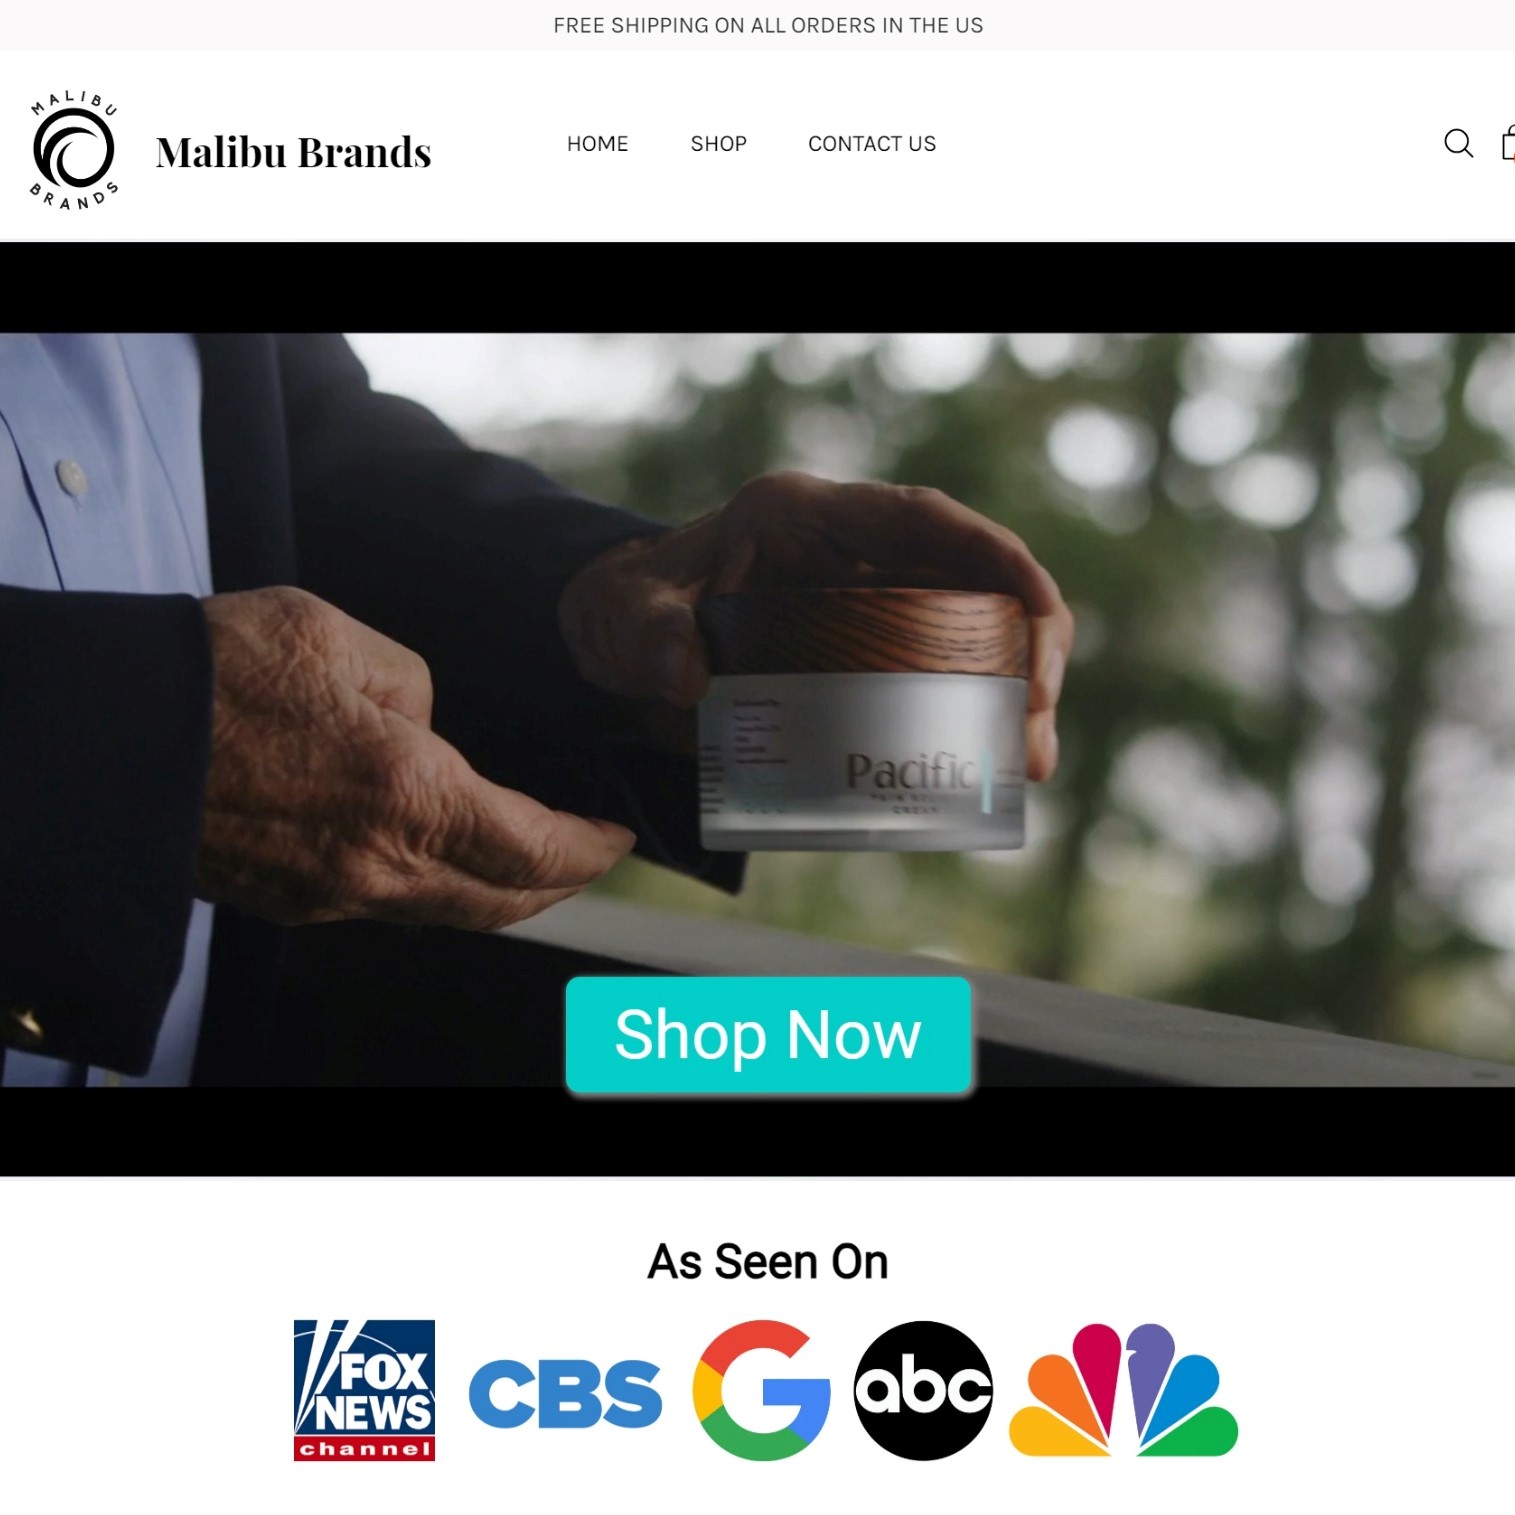 FREE SHIPPING ON ALL ORDERS IN THE US
MALIBU
BRANDS
Malibu Brands
HOME SHOP CONTACT US
Pacific
CREAM
Shop Now
As Seen On
FOX
NEWS
channel
CBS
G
abc